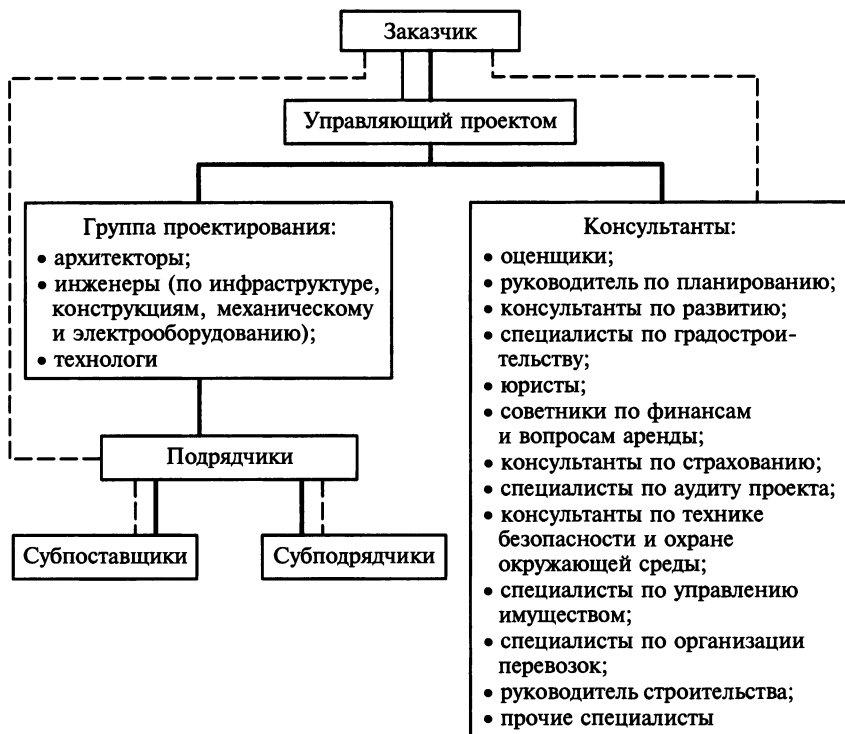 Заказчик
Управляющий проектом
Группа проектирования:
• архитекторы;
• инженеры (по инфраструктуре,
конструкциям, механическому
и электрооборудованию);
• технологи
Подрядчики
Субпоставщики
Субподрядчики
Консультанты:
• оценщики;
• руководитель по планированию;
• консультанты по развитию;
• специалисты по градострои-
тельству;
• юристы;
• советники по финансам
и вопросам аренды;
• консультанты по страхованию;
• специалисты по аудиту проекта;
• консультанты по технике
безопасности и охране
окружающей среды;
• специалисты по управлению
имуществом;
• специалисты по организации
перевозок;
• руководитель строительства;
• прочие специалисты